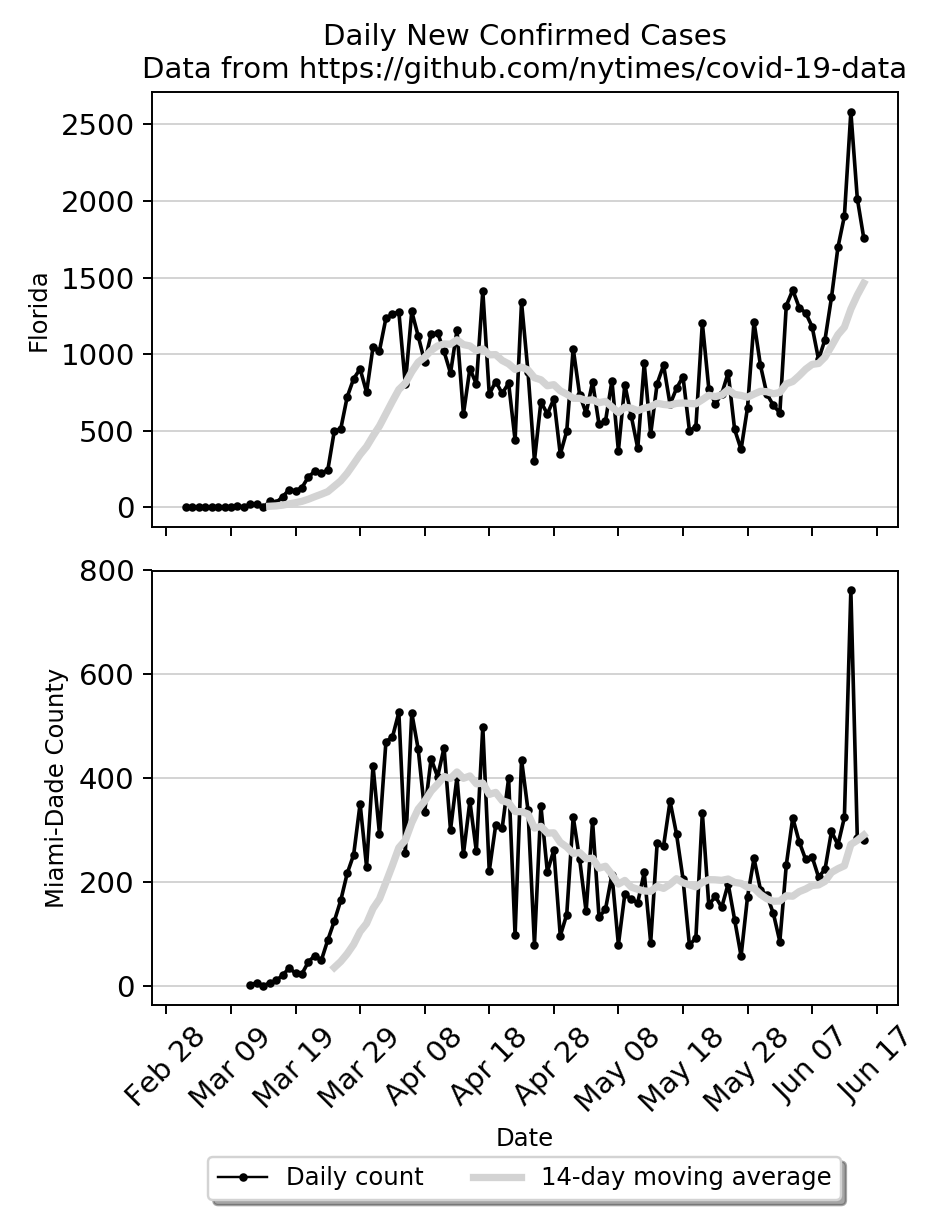 Daily New Confirmed Cases
Data from https://github.com/nytimes/covid-19-data
2500
2000
1500
1000
500
0
Florida
800
600
400
200
0
Miami-Dade County
Feb 28
Mar 09
Mar 19
Mar 29
Apr 08
Apr 18
Apr 28
May 08
May 18
May 28
Jun 07
Jun 17
Date
Daily count
14-day moving average